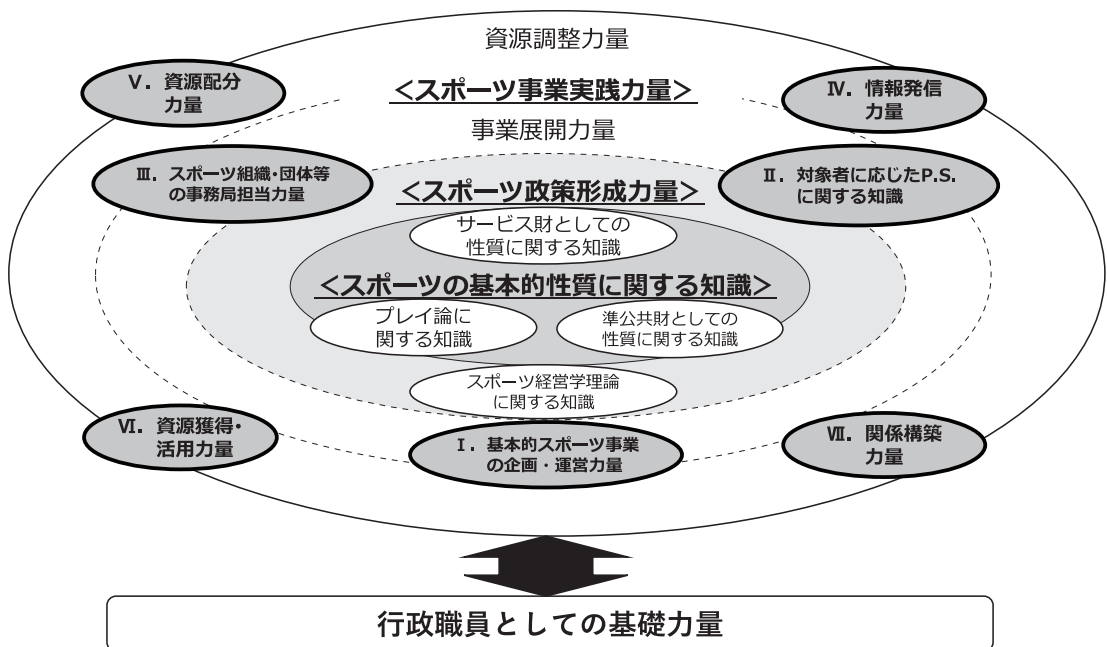 資源調整力量
Ⅴ．資源配分
力量
<スポーツ事業実践力量>
Ⅳ．情報発信
力量
事業展開力量
Ⅲ．スポーツ組織・団体等
の事務局担当力量
Ⅱ．対象者に応じたP.S.
に関する知識
<スポーツ政策形成力量>
サービス財としての
性質に関する知識
<スポーツの基本的性質に関する知識>
プレイ論に
関する知識
準公共財としての
性質に関する知識
スポーツ経営学理論
に関する知識
Ⅵ．資源獲得・
活用力量
Ⅰ．基本的スポーツ事業
の企画・運営力量
Ⅶ．関係構築
力量
行政職員としての基礎力量